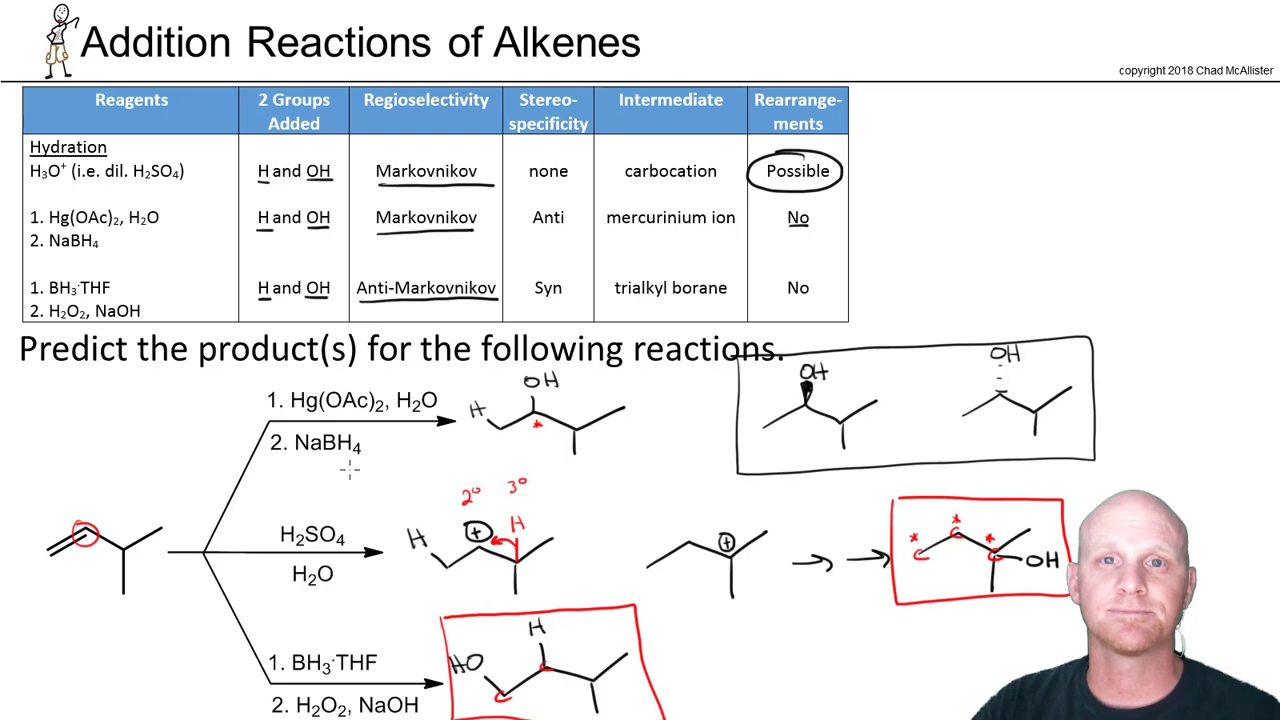 Addition Reactions of Alkenes
copyright 2018 Chad McAllister
Reagents 2 Groups Added Regioselectivity Stereo-specificity Intermediate Rearrange-ments
Hydration
H₃O⁺ (i.e. dil. H₂SO₄) H and OH Markovnikov none carbocation Possible
1. Hg(OAc)₂, H₂O H and OH Markovnikov Anti mercurinium ion No
2. NaBH₄
1. BH₃·THF H and OH Anti-Markovnikov Syn trialkyl borane No
2. H₂O₂, NaOH
Predict the product(s) for the following reactions.
1. Hg(OAc)₂, H₂O
2. NaBH₄
H OH *
OH
OH
H₂SO₄
H₂O
H + 2° 3° H
+
* * * OH
1. BH₃·THF
2. H₂O₂, NaOH
HO H